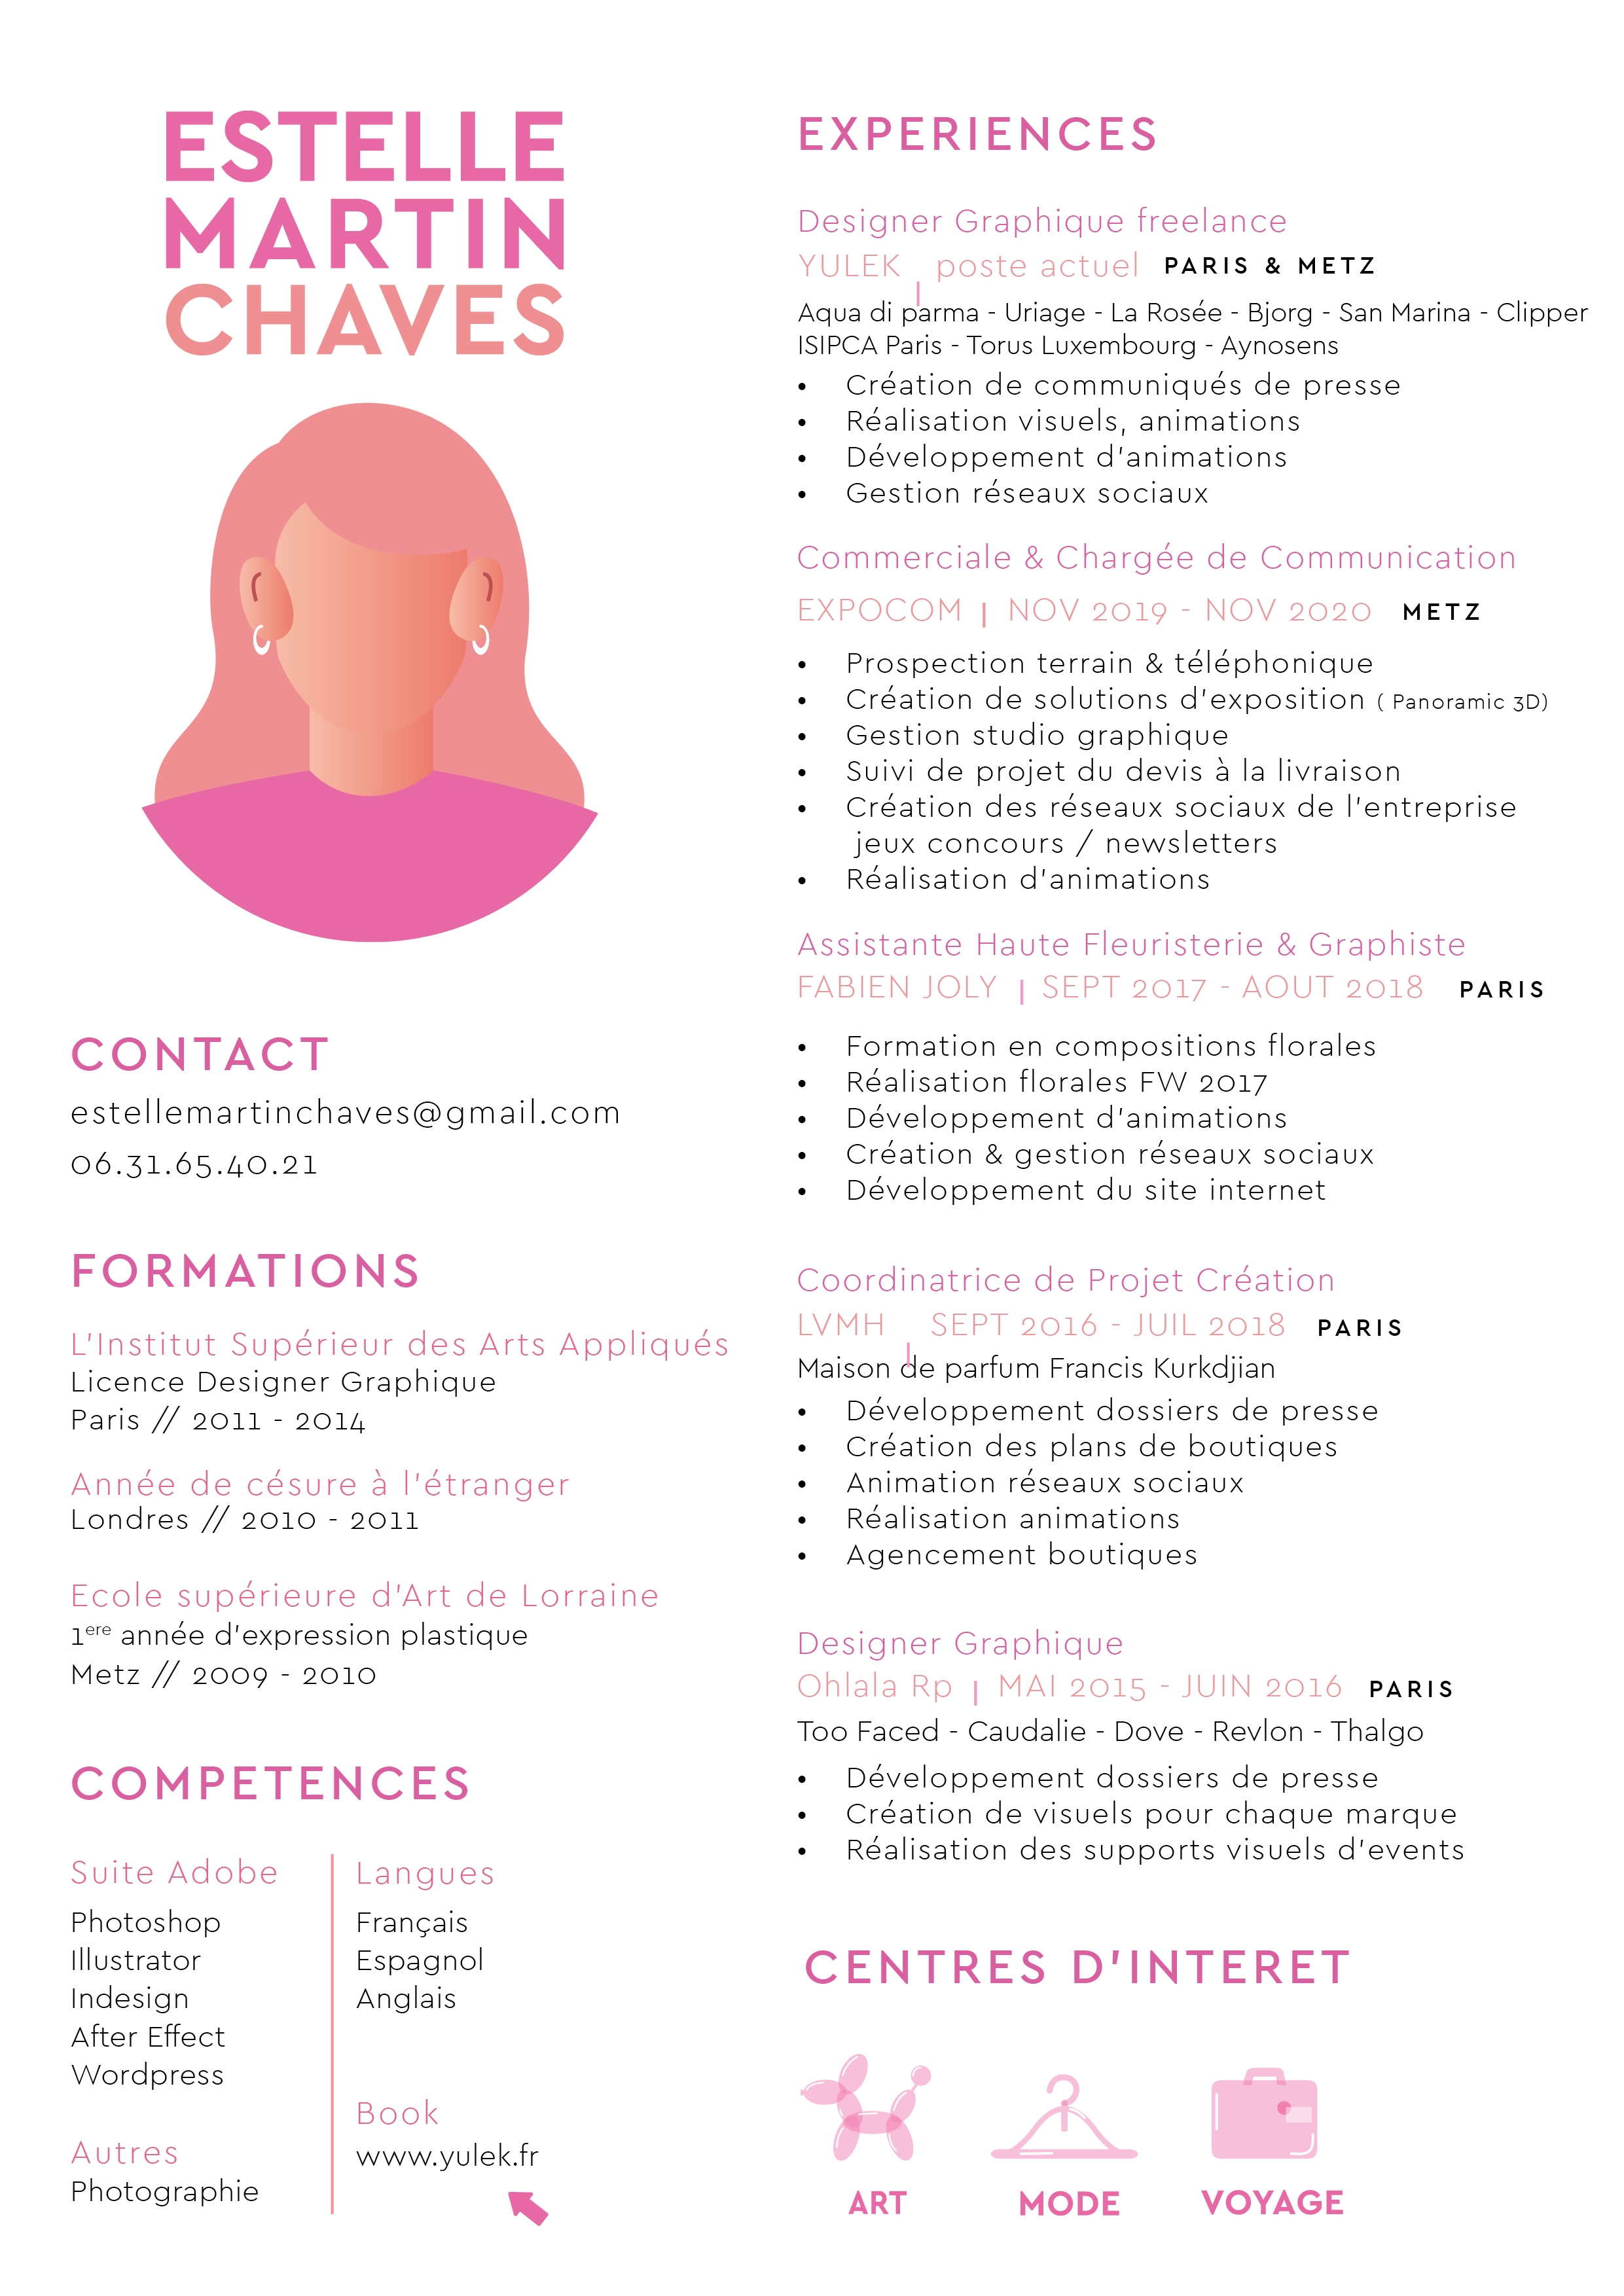 ESTELLE
MARTIN
CHAVES
CONTACT
estellemartinchaves@gmail.com
06.31.65.40.21
FORMATIONS
L'Institut Supérieur des Arts Appliqués
Licence Designer Graphique
Paris // 2011 - 2014
Année de césure à l'étranger
Londres // 2010 - 2011
Ecole supérieure d'Art de Lorraine
1ere année d'expression plastique
Metz // 2009 - 2010
COMPETENCES
Suite Adobe
Photoshop
Illustrator
Indesign
After Effect
Wordpress
Autres
Photographie
Langues
Français
Espagnol
Anglais
Book
www.yulek.fr
EXPERIENCES
Designer Graphique freelance
YULEK | poste actuel PARIS & METZ
Aqua di parma - Uriage - La Rosée - Bjorg - San Marina - Clipper
ISIPCA Paris - Torus Luxembourg - Aynosens
• Création de communiqués de presse
• Réalisation visuels, animations
• Développement d'animations
• Gestion réseaux sociaux
Commerciale & Chargée de Communication
EXPOCOM | NOV 2019 - NOV 2020 METZ
• Prospection terrain & téléphonique
• Création de solutions d'exposition ( Panoramic 3D)
• Gestion studio graphique
• Suivi de projet du devis à la livraison
• Création des réseaux sociaux de l'entreprise
jeux concours / newsletters
• Réalisation d'animations
Assistante Haute Fleuristerie & Graphiste
FABIEN JOLY | SEPT 2017 - AOUT 2018 PARIS
• Formation en compositions florales
• Réalisation florales FW 2017
• Développement d'animations
• Création & gestion réseaux sociaux
• Développement du site internet
Coordinatrice de Projet Création
LVMH | SEPT 2016 - JUIL 2018 PARIS
Maison de parfum Francis Kurkdjian
• Développement dossiers de presse
• Création des plans de boutiques
• Animation réseaux sociaux
• Réalisation animations
• Agencement boutiques
Designer Graphique
Ohlala Rp | MAI 2015 - JUIN 2016 PARIS
Too Faced - Caudalie - Dove - Revlon - Thalgo
• Développement dossiers de presse
• Création de visuels pour chaque marque
• Réalisation des supports visuels d'events
CENTRES D'INTERET
ART MODE VOYAGE